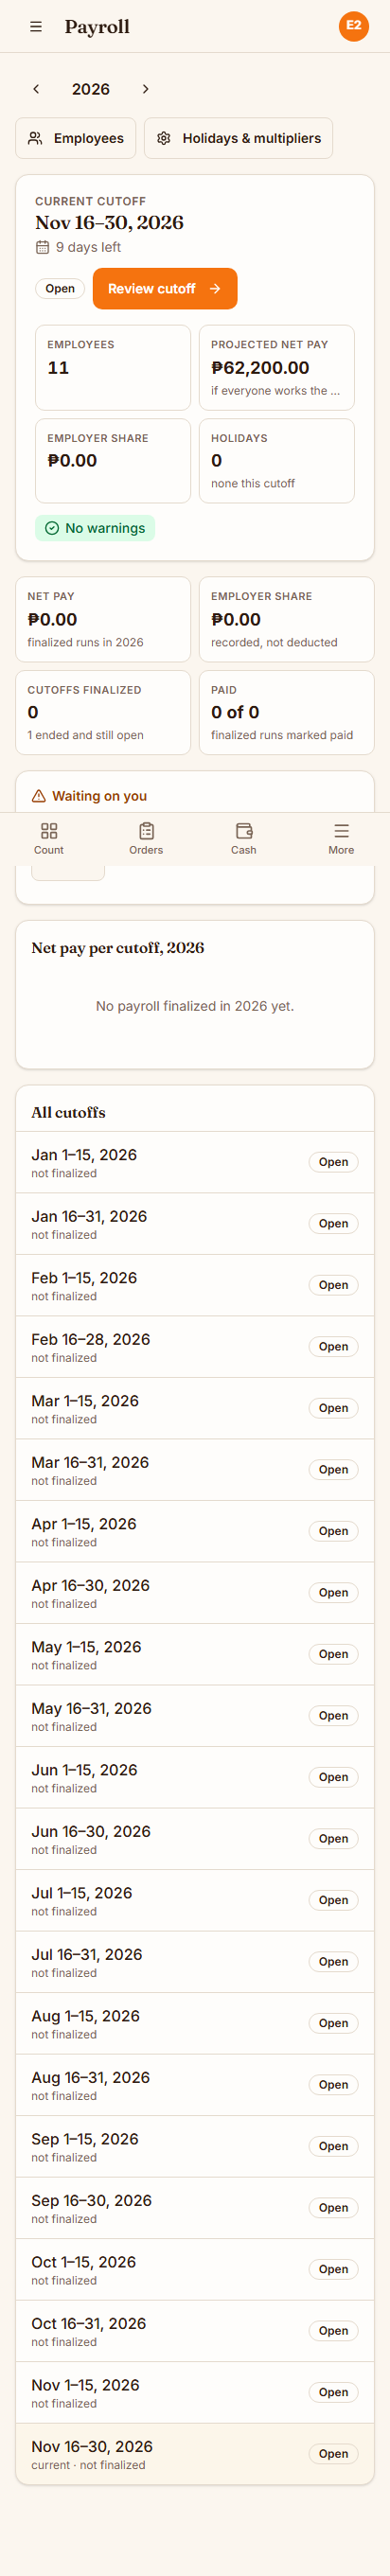 Payroll
E2
2026
Employees
Holidays & multipliers
CURRENT CUTOFF
Nov 16–30, 2026
9 days left
Open
Review cutoff
EMPLOYEES
11
PROJECTED NET PAY
₱62,200.00
if everyone works the ...
EMPLOYER SHARE
₱0.00
HOLIDAYS
0
none this cutoff
No warnings
NET PAY
₱0.00
finalized runs in 2026
EMPLOYER SHARE
₱0.00
recorded, not deducted
CUTOFFS FINALIZED
0
1 ended and still open
PAID
0 of 0
finalized runs marked paid
Waiting on you
Count
Orders
Cash
More
Net pay per cutoff, 2026
No payroll finalized in 2026 yet.
All cutoffs
Jan 1–15, 2026
not finalized
Open
Jan 16–31, 2026
not finalized
Open
Feb 1–15, 2026
not finalized
Open
Feb 16–28, 2026
not finalized
Open
Mar 1–15, 2026
not finalized
Open
Mar 16–31, 2026
not finalized
Open
Apr 1–15, 2026
not finalized
Open
Apr 16–30, 2026
not finalized
Open
May 1–15, 2026
not finalized
Open
May 16–31, 2026
not finalized
Open
Jun 1–15, 2026
not finalized
Open
Jun 16–30, 2026
not finalized
Open
Jul 1–15, 2026
not finalized
Open
Jul 16–31, 2026
not finalized
Open
Aug 1–15, 2026
not finalized
Open
Aug 16–31, 2026
not finalized
Open
Sep 1–15, 2026
not finalized
Open
Sep 16–30, 2026
not finalized
Open
Oct 1–15, 2026
not finalized
Open
Oct 16–31, 2026
not finalized
Open
Nov 1–15, 2026
not finalized
Open
Nov 16–30, 2026
current · not finalized
Open